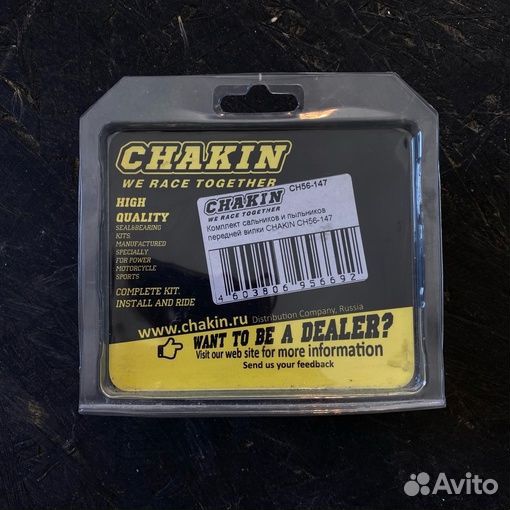 CHAKIN
WE RACE TOGETHER
HIGH
QUALITY
SEAL&BEARING
KITS
MANUFACTURED
SPECIALLY
FOR POWER
MOTORCYCLE
SPORTS
COMPLETE KIT.
INSTALL AND RIDE
CHAKIN
WE RACE TOGETHER
CH56-147
Комплект сальников и пыльников
передней вилки CHAKIN CH56-147
4 603806 956692
www.chakin.ru Distribution Company, Russia
WANT TO BE A DEALER?
Visit our web site for more information
Send us your feedback
Avito